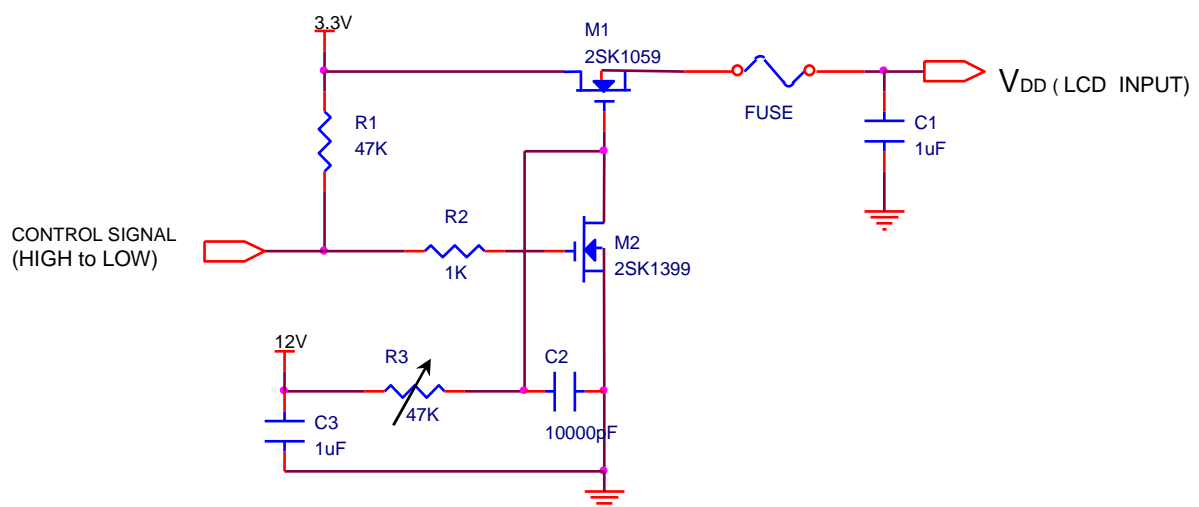 3.3V
M1
2SK1059
FUSE
VDD ( LCD INPUT)
R1
47K
C1
1uF
CONTROL SIGNAL
(HIGH to LOW)
R2
1K
M2
2SK1399
12V
R3
47K
C2
10000pF
C3
1uF